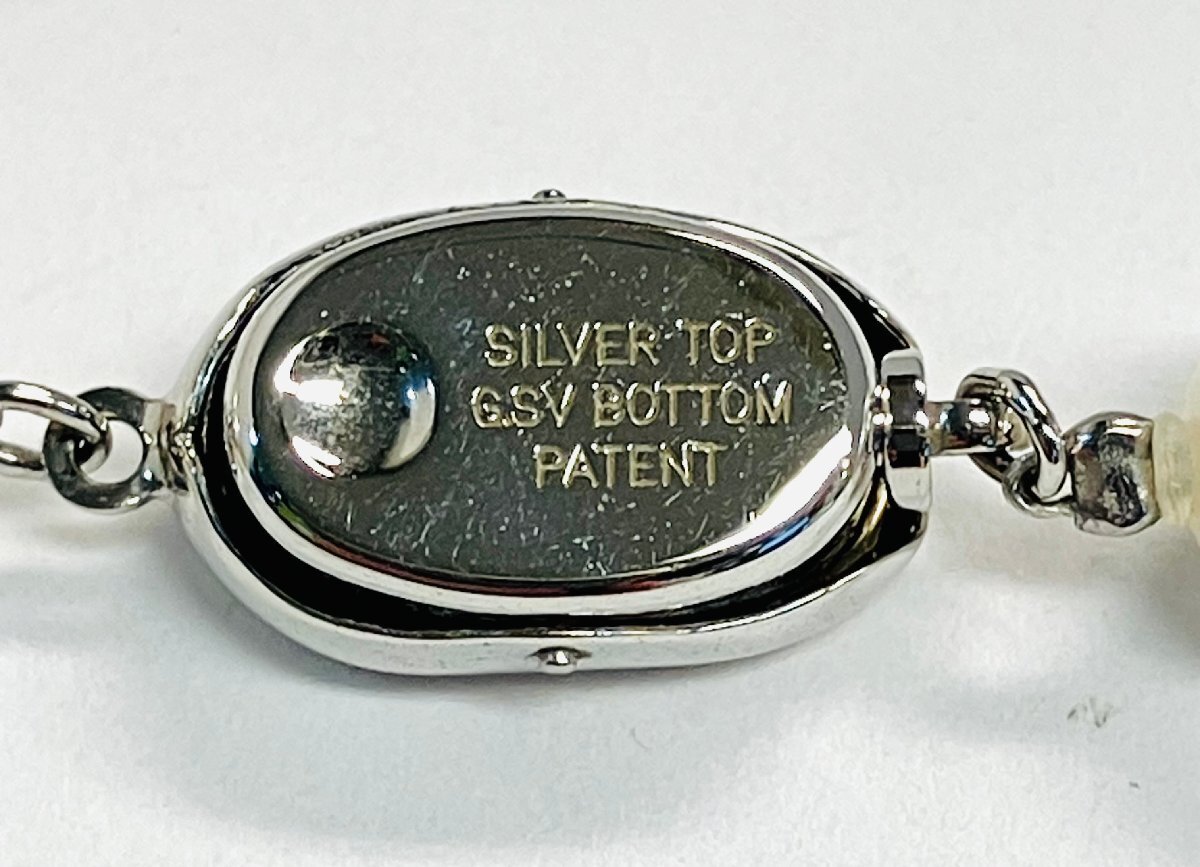 SILVER TOP
G.SV BOTTOM
PATENT